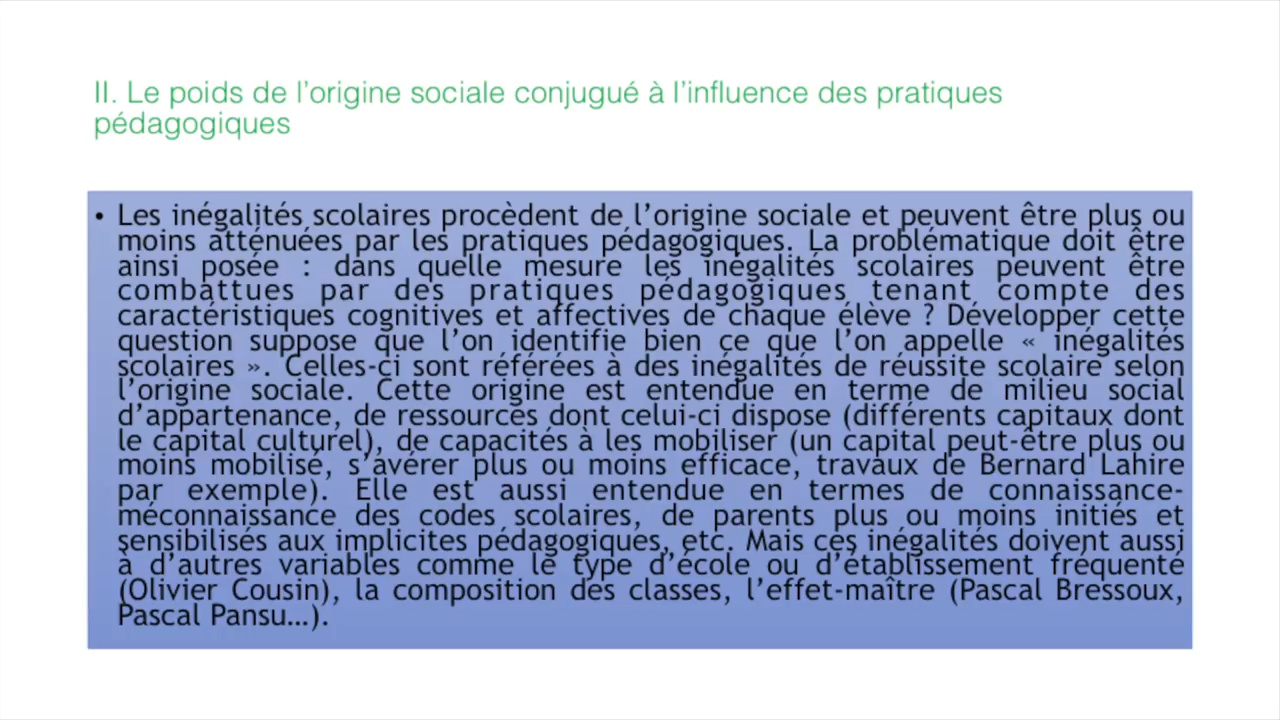 II. Le poids de l’origine sociale conjugué à l’influence des pratiques
pédagogiques
• Les inégalités scolaires procèdent de l’origine sociale et peuvent être plus ou
moins atténuées par les pratiques pédagogiques. La problématique doit être
ainsi posée : dans quelle mesure les inégalités scolaires peuvent être
combattues par des pratiques pédagogiques tenant compte des
caractéristiques cognitives et affectives de chaque élève ? Développer cette
question suppose que l’on identifie bien ce que l’on appelle « inégalités
scolaires ». Celles-ci sont référées à des inégalités de réussite scolaire selon
l’origine sociale. Cette origine est entendue en terme de milieu social
d’appartenance, de ressources dont celui-ci dispose (différents capitaux dont
le capital culturel), de capacités à les mobiliser (un capital peut-être plus ou
moins mobilisé, s’avérer plus ou moins efficace, travaux de Bernard Lahire
par exemple). Elle est aussi entendue en termes de connaissance-
méconnaissance des codes scolaires, de parents plus ou moins initiés et
sensibilisés aux implicites pédagogiques, etc. Mais ces inégalités doivent aussi
à d’autres variables comme le type d’école ou d’établissement fréquenté
(Olivier Cousin), la composition des classes, l’effet-maître (Pascal Bressoux,
Pascal Pansu…).